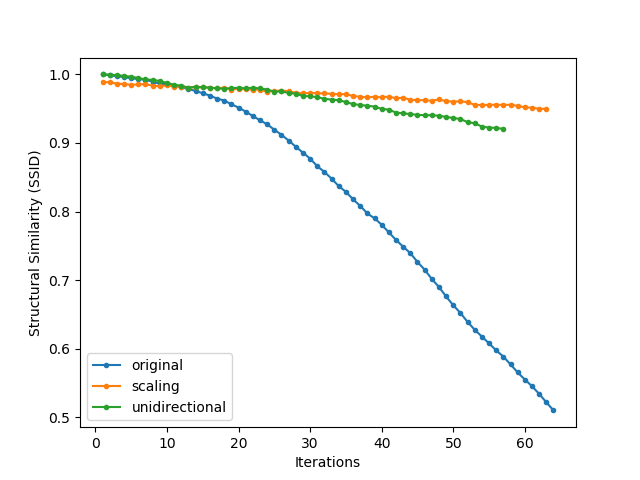 1.0
0.9
0.8
0.7
0.6
0.5
Structural Similarity (SSID)
original
scaling
unidirectional
0 10 20 30 40 50 60
Iterations